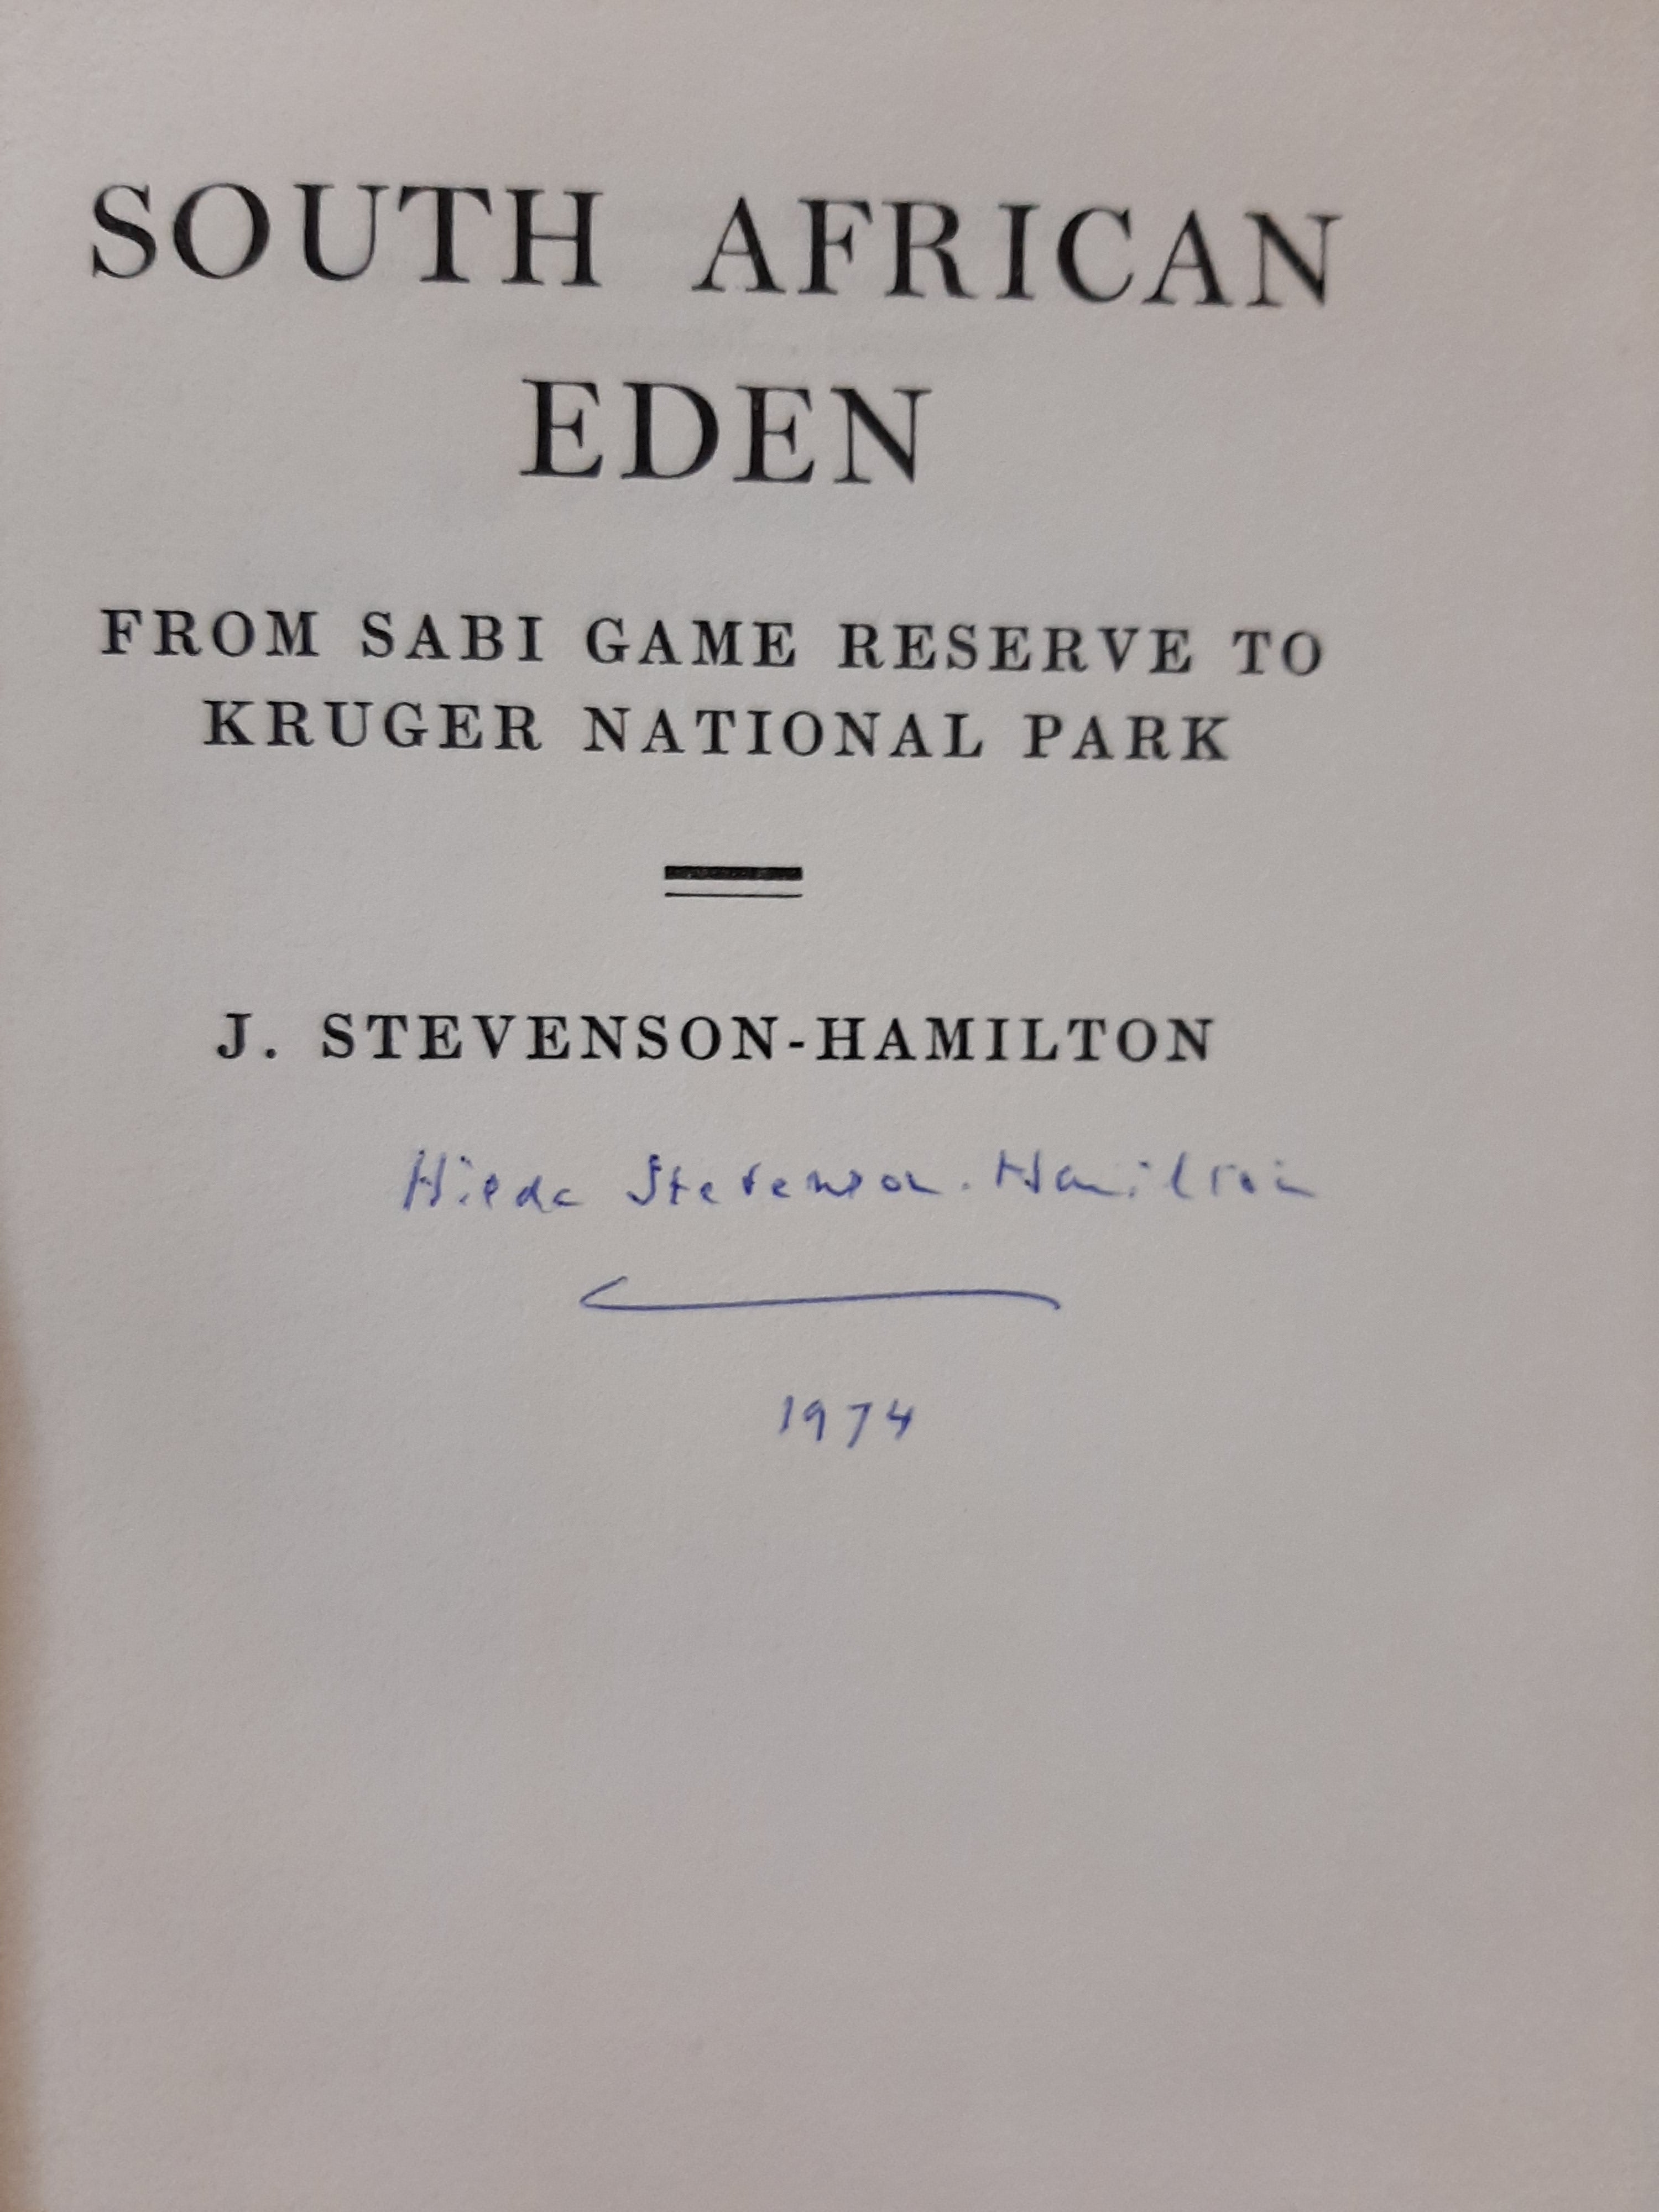 SOUTH AFRICAN
EDEN
FROM SABI GAME RESERVE TO
KRUGER NATIONAL PARK
J. STEVENSON-HAMILTON
Hilda Stevenson-Hamilton
1974